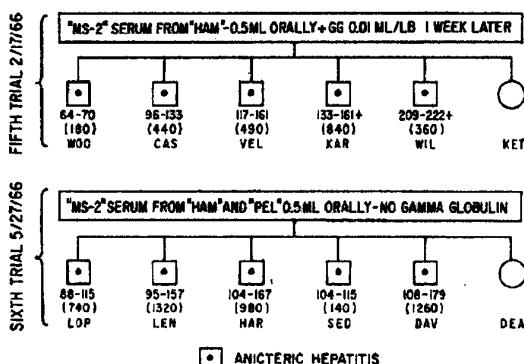 FIFTH TRIAL 2/17/66
"MS-2" SERUM FROM "HAM"-0.5ML ORALLY+GG 0.01 ML/LB 1 WEEK LATER
64-70 96-133 117-161 133-161+ 209-222+
(180) (440) (490) (840) (360)
WOO CAS VEL KAR WIL KET
SIXTH TRIAL 5/27/66
"MS-2" SERUM FROM "HAM" AND "PEL" 0.5ML ORALLY-NO GAMMA GLOBULIN
88-115 95-157 104-167 104-115 108-179
(740) (1320) (980) (140) (1260)
LOP LEN HAR SEO DAV DEA
ANICTERIC HEPATITIS